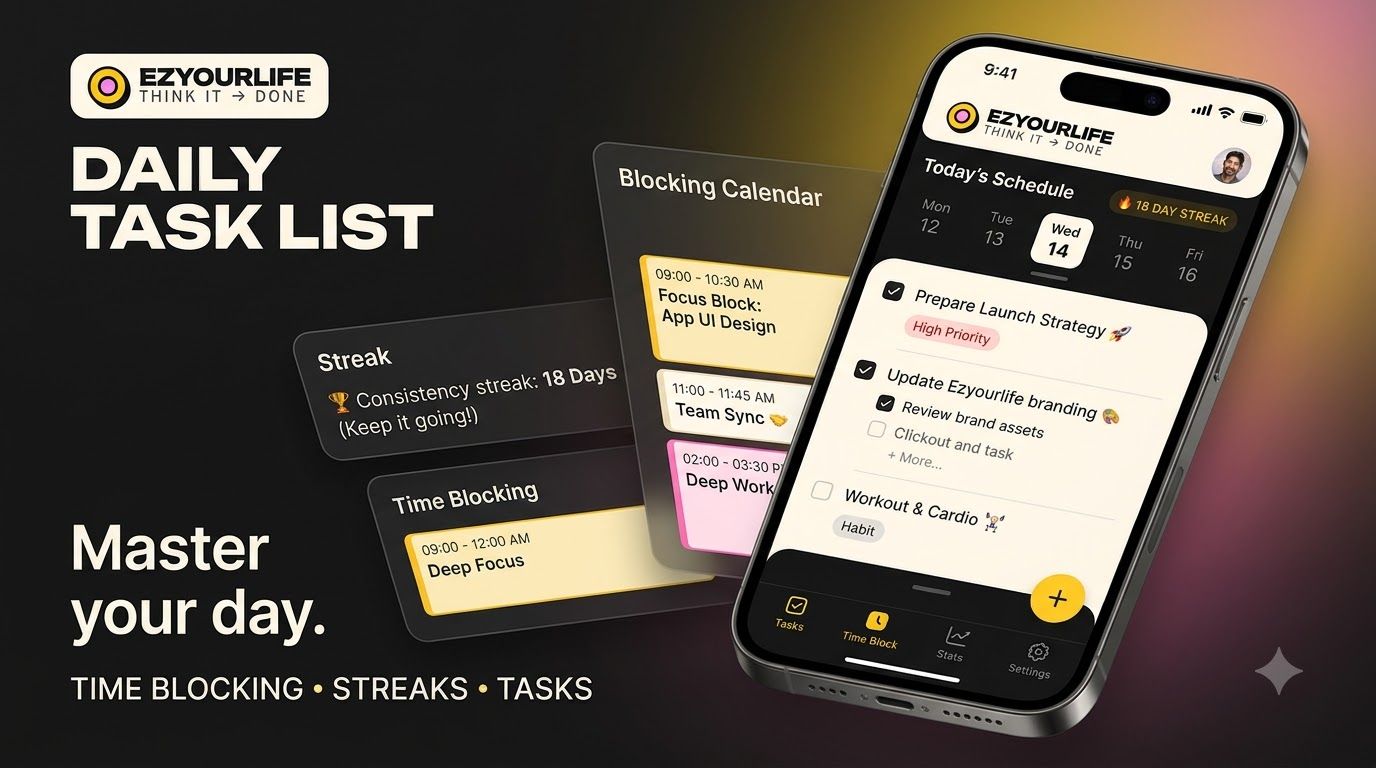 EZYOURLIFE
THINK IT → DONE
DAILY
TASK LIST
Streak
🏆 Consistency streak: 18 Days
(Keep it going!)
Time Blocking
09:00 - 12:00 AM
Deep Focus
Blocking Calendar
09:00 - 10:30 AM
Focus Block:
App UI Design
11:00 - 11:45 AM
Team Sync 🤝
02:00 - 03:30
Deep Work
9:41
EZYOURLIFE
THINK IT → DONE
Today's Schedule
🔥 18 DAY STREAK
Mon Tue Wed Thu Fri
12 13 14 15 16
Prepare Launch Strategy 🚀
High Priority
Update Ezyourlife branding 🎨
Review brand assets
Clickout and task
+ More...
Workout & Cardio 🏋️
Habit
+
Tasks Time Block Stats Settings
Master
your day.
TIME BLOCKING • STREAKS • TASKS